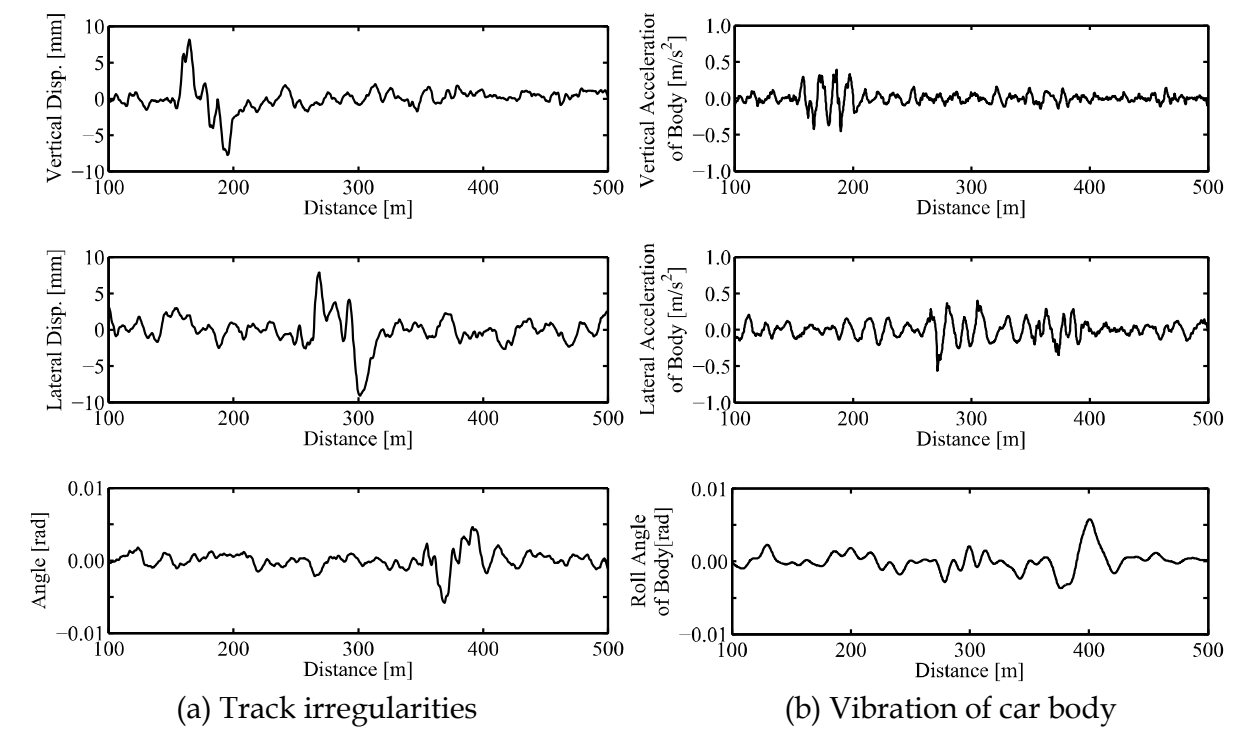 Vertical Disp. [mm]
10
5
0
−5
−10
100 200 300 400 500
Distance [m]
Vertical Acceleration
of Body [m/s²]
1.0
0.5
0.0
−0.5
−1.0
100 200 300 400 500
Distance [m]
Lateral Disp. [mm]
10
5
0
−5
−10
100 200 300 400 500
Distance [m]
Lateral Acceleration
of Body [m/s²]
1.0
0.5
0.0
−0.5
−1.0
100 200 300 400 500
Distance [m]
Angle [rad]
0.01
0.00
−0.01
100 200 300 400 500
Distance [m]
Roll Angle
of Body[rad]
0.01
0.00
−0.01
100 200 300 400 500
Distance [m]
(a) Track irregularities
(b) Vibration of car body